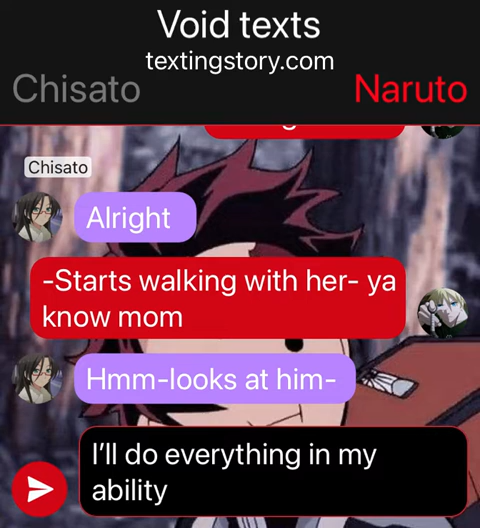 Void texts
textingstory.com
Chisato
Naruto
Chisato
Alright
-Starts walking with her- ya
know mom
Hmm-looks at him-
I’ll do everything in my
ability